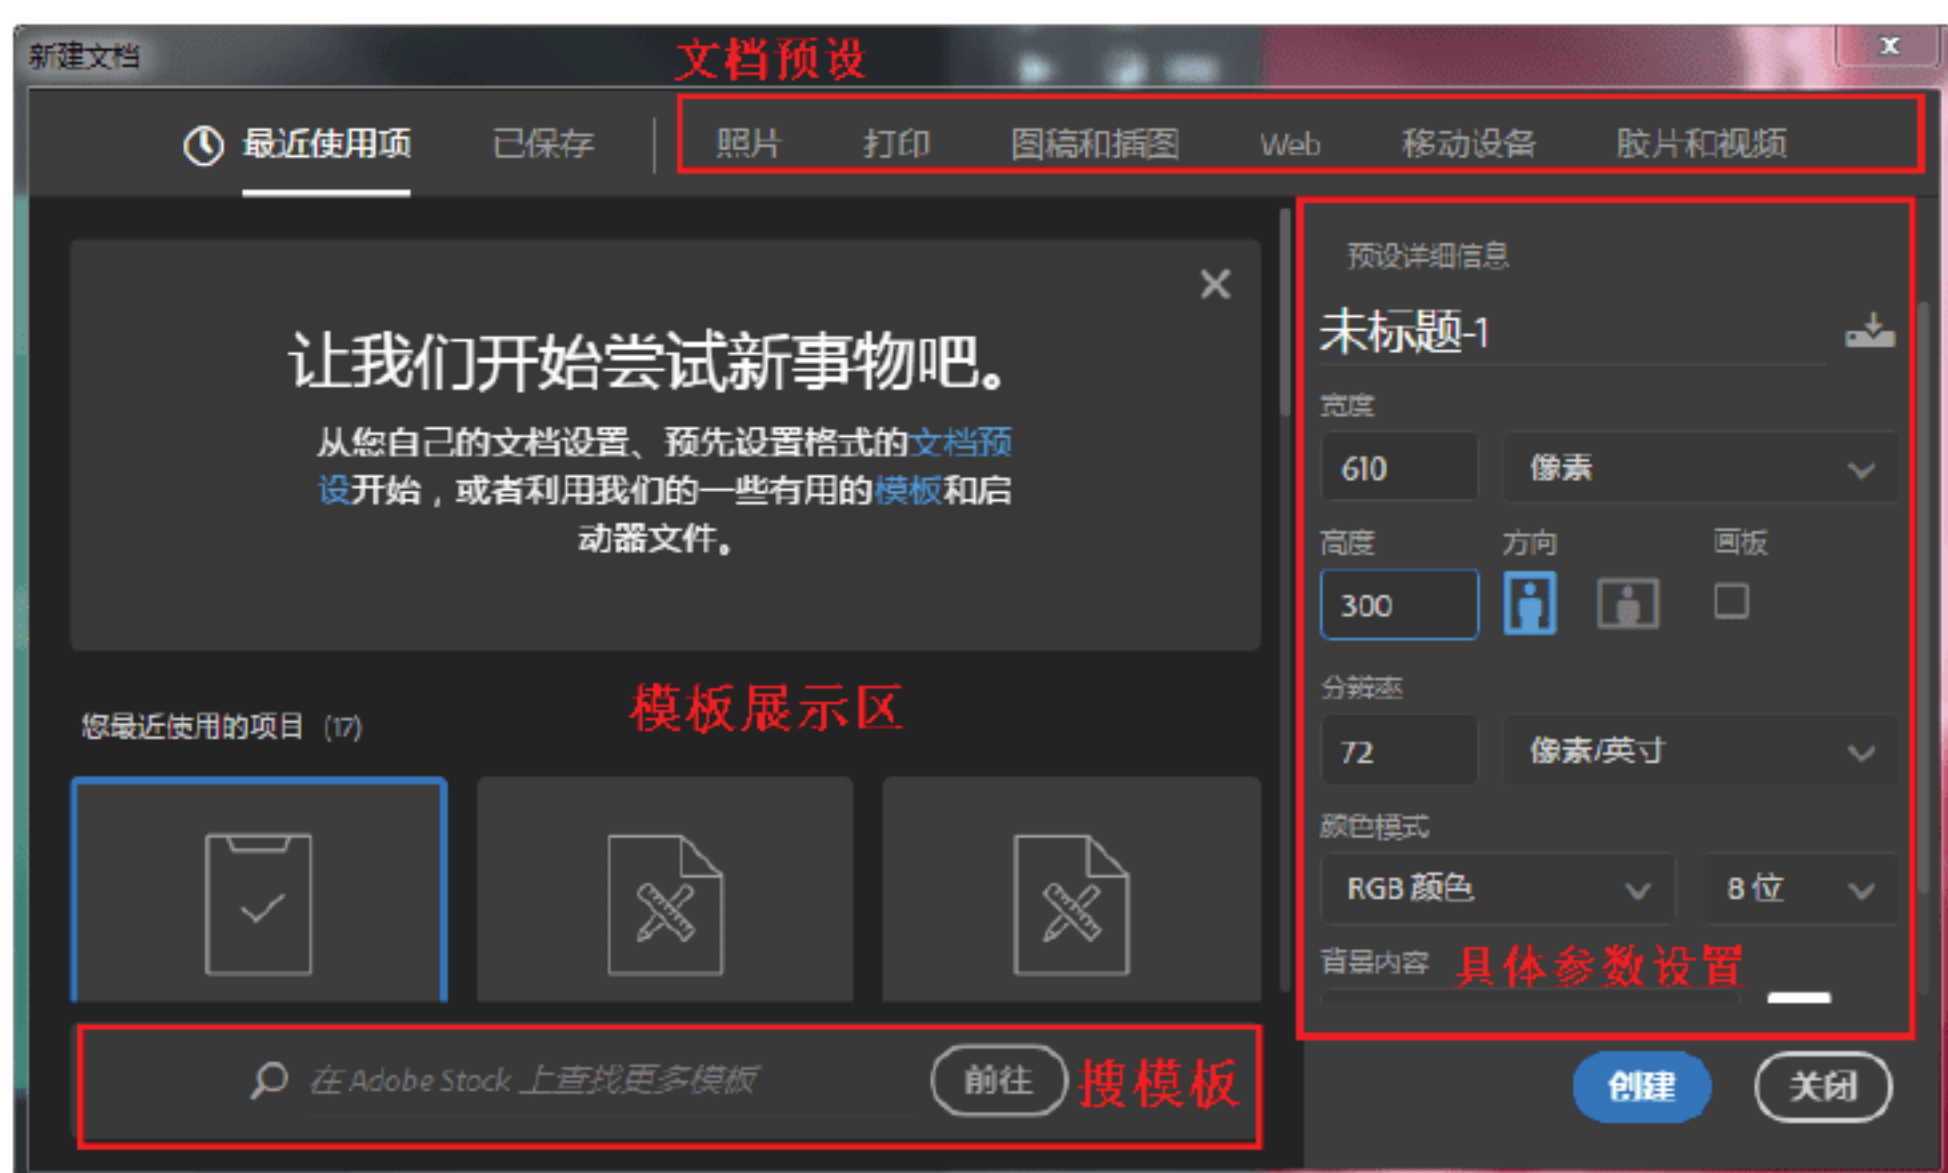 新建文档
文档预设
最近使用项 已保存 照片 打印 图稿和插图 Web 移动设备 胶片和视频
让我们开始尝试新事物吧。
从您自己的文档设置、预先设置格式的文档预
设开始，或者利用我们的一些有用的模板和启
动器文件。
模板展示区
您最近使用的项目 (17)
在 Adobe Stock 上查找更多模板 前往 搜模板
预设详细信息
未标题-1
宽度
610 像素
高度 方向 画板
300
分辨率
72 像素/英寸
颜色模式
RGB 颜色 8 位
背景内容 具体参数设置
创建 关闭